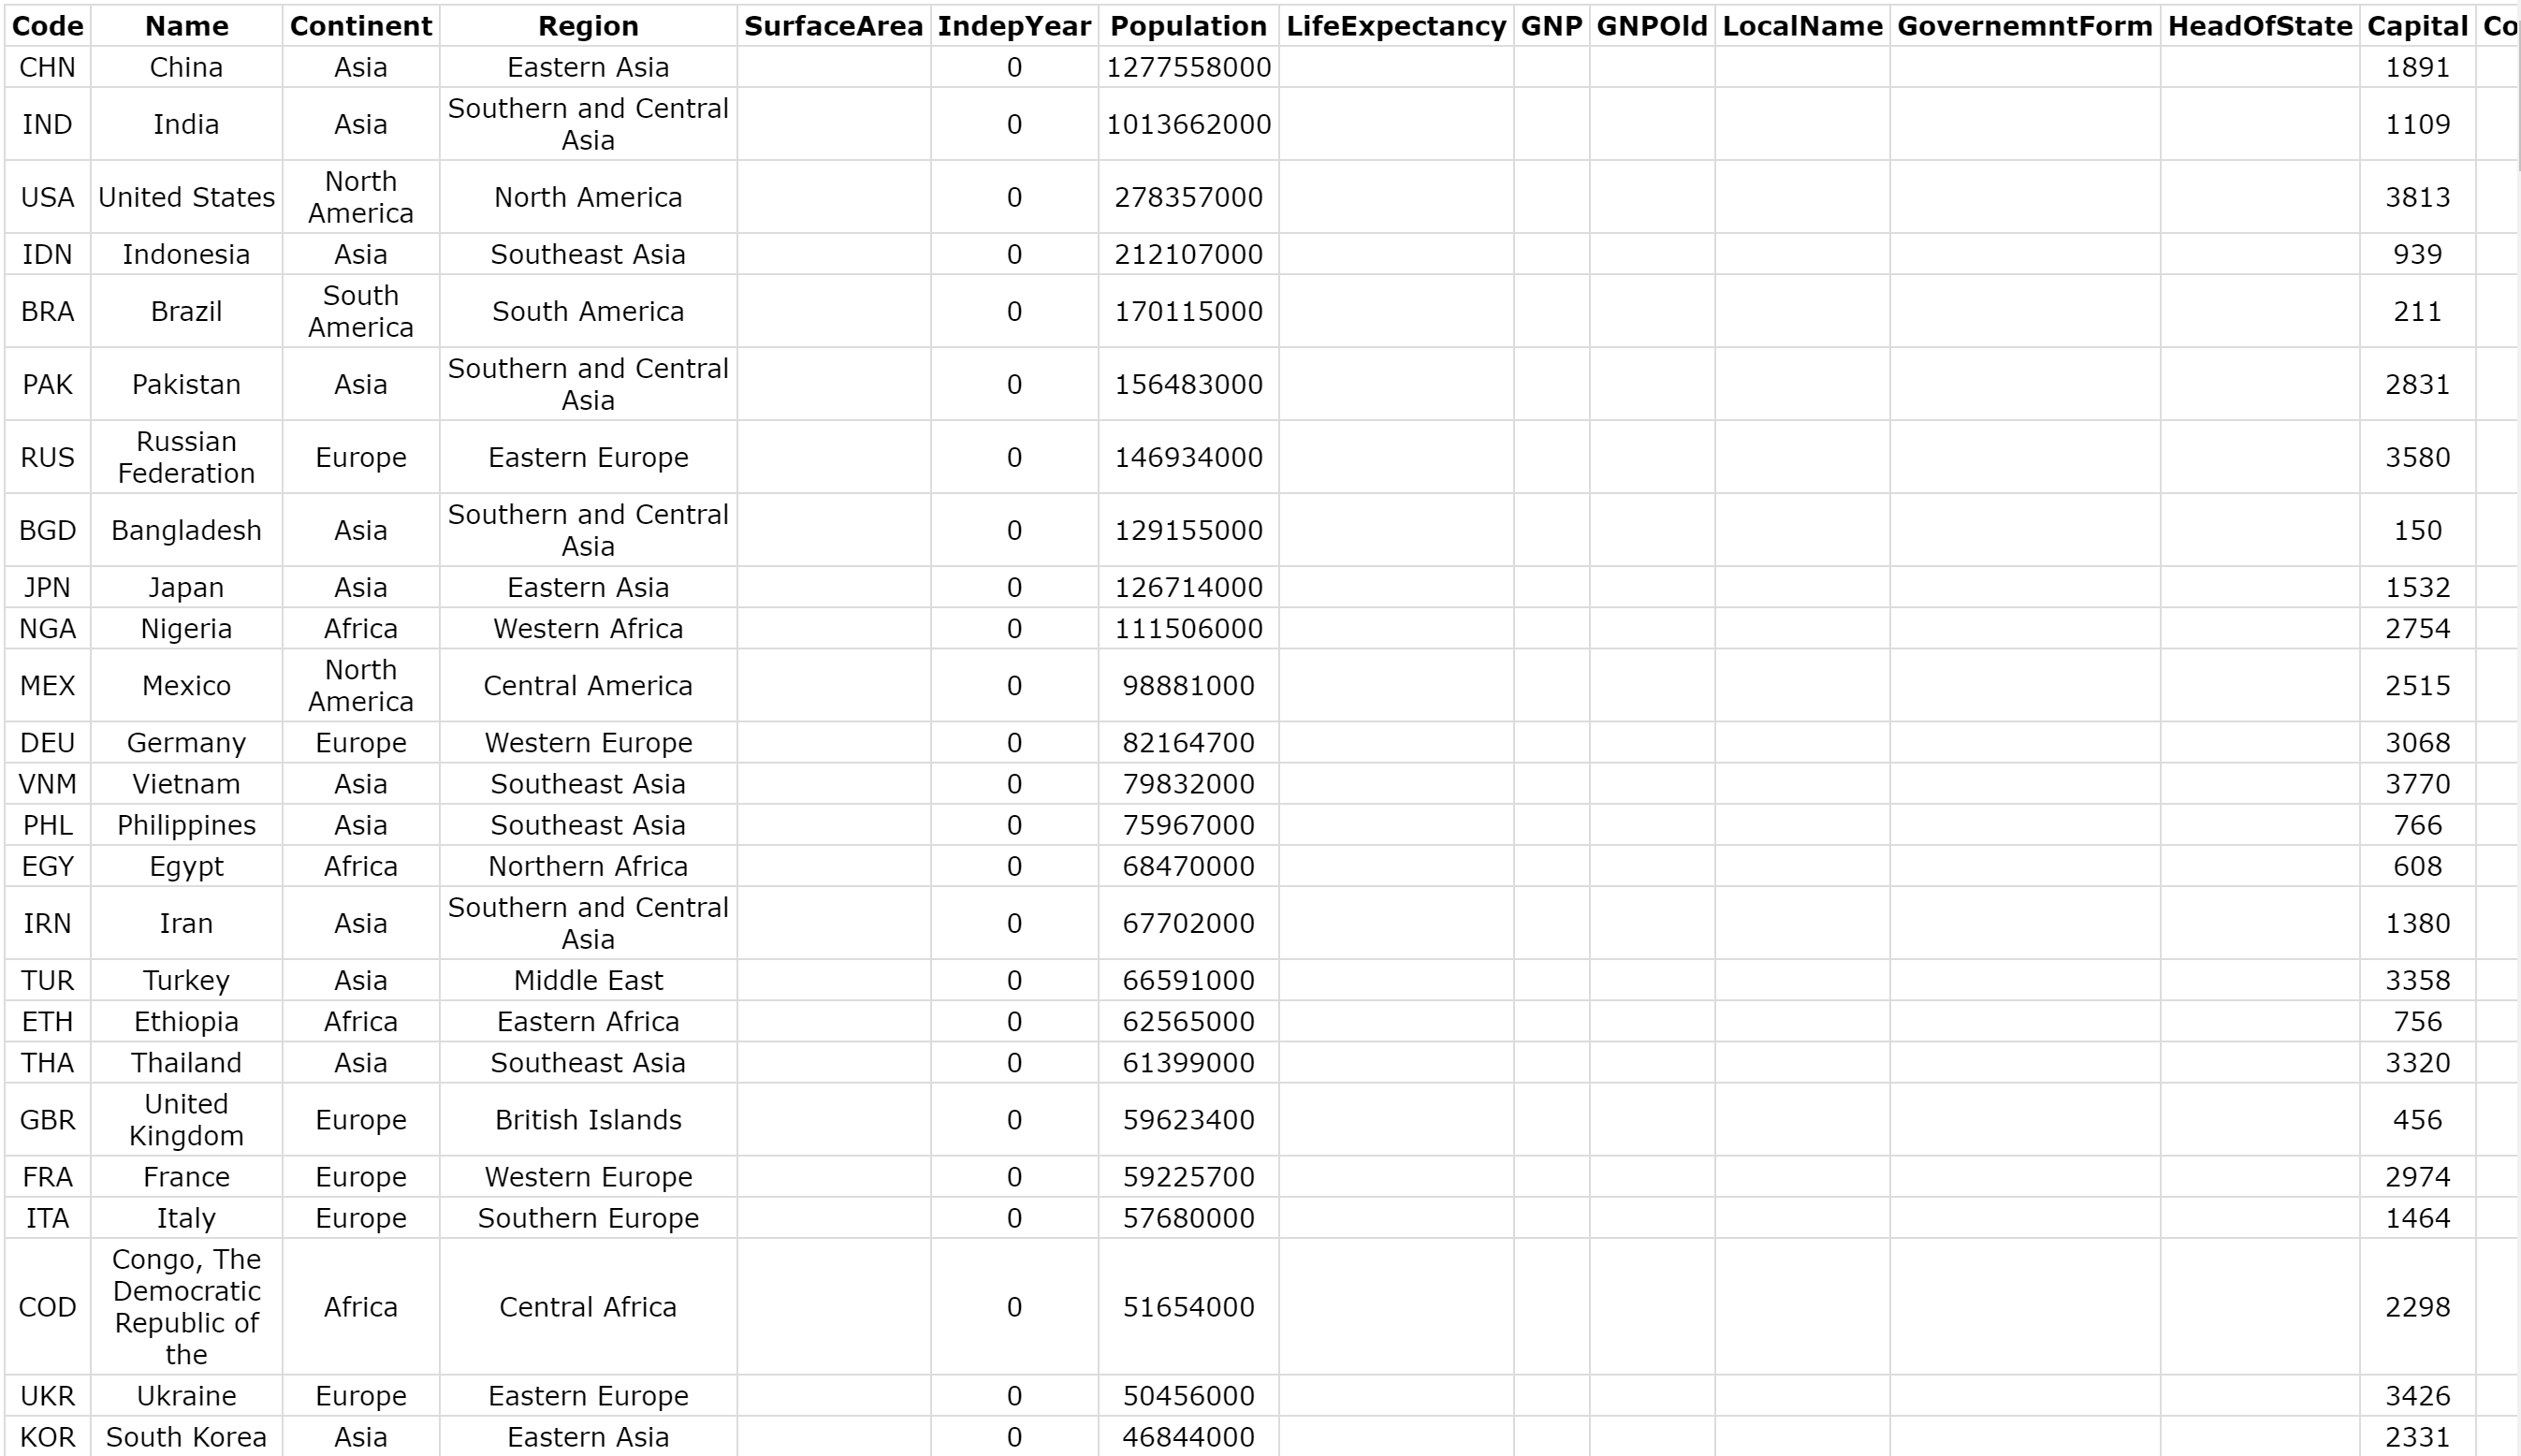 Code Name Continent Region SurfaceArea IndepYear Population LifeExpectancy GNP GNPOld LocalName GovernemntForm HeadOfState Capital Co
CHN China Asia Eastern Asia 0 1277558000 1891
IND India Asia Southern and Central Asia 0 1013662000 1109
USA United States North America North America 0 278357000 3813
IDN Indonesia Asia Southeast Asia 0 212107000 939
BRA Brazil South America South America 0 170115000 211
PAK Pakistan Asia Southern and Central Asia 0 156483000 2831
RUS Russian Federation Europe Eastern Europe 0 146934000 3580
BGD Bangladesh Asia Southern and Central Asia 0 129155000 150
JPN Japan Asia Eastern Asia 0 126714000 1532
NGA Nigeria Africa Western Africa 0 111506000 2754
MEX Mexico North America Central America 0 98881000 2515
DEU Germany Europe Western Europe 0 82164700 3068
VNM Vietnam Asia Southeast Asia 0 79832000 3770
PHL Philippines Asia Southeast Asia 0 75967000 766
EGY Egypt Africa Northern Africa 0 68470000 608
IRN Iran Asia Southern and Central Asia 0 67702000 1380
TUR Turkey Asia Middle East 0 66591000 3358
ETH Ethiopia Africa Eastern Africa 0 62565000 756
THA Thailand Asia Southeast Asia 0 61399000 3320
GBR United Kingdom Europe British Islands 0 59623400 456
FRA France Europe Western Europe 0 59225700 2974
ITA Italy Europe Southern Europe 0 57680000 1464
COD Congo, The Democratic Republic of the Africa Central Africa 0 51654000 2298
UKR Ukraine Europe Eastern Europe 0 50456000 3426
KOR South Korea Asia Eastern Asia 0 46844000 2331